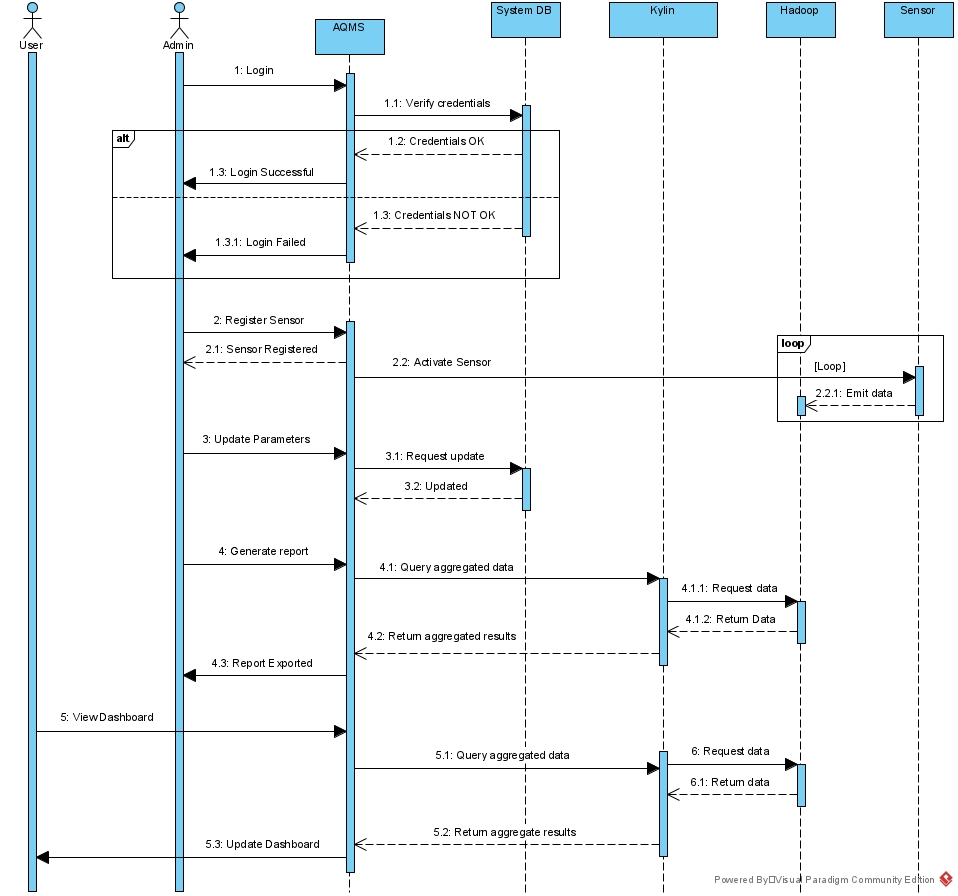 User
Admin
AQMS
System DB
Kylin
Hadoop
Sensor
1: Login
1.1: Verify credentials
alt
1.2: Credentials OK
1.3: Login Successful
1.3: Credentials NOT OK
1.3.1: Login Failed
2: Register Sensor
2.1: Sensor Registered
2.2: Activate Sensor
loop
[Loop]
2.2.1: Emit data
3: Update Parameters
3.1: Request update
3.2: Updated
4: Generate report
4.1: Query aggregated data
4.1.1: Request data
4.1.2: Return Data
4.2: Return aggregated results
4.3: Report Exported
5: View Dashboard
5.1: Query aggregated data
6: Request data
6.1: Return data
5.2: Return aggregate results
5.3: Update Dashboard
Powered By□Visual Paradigm Community Edition